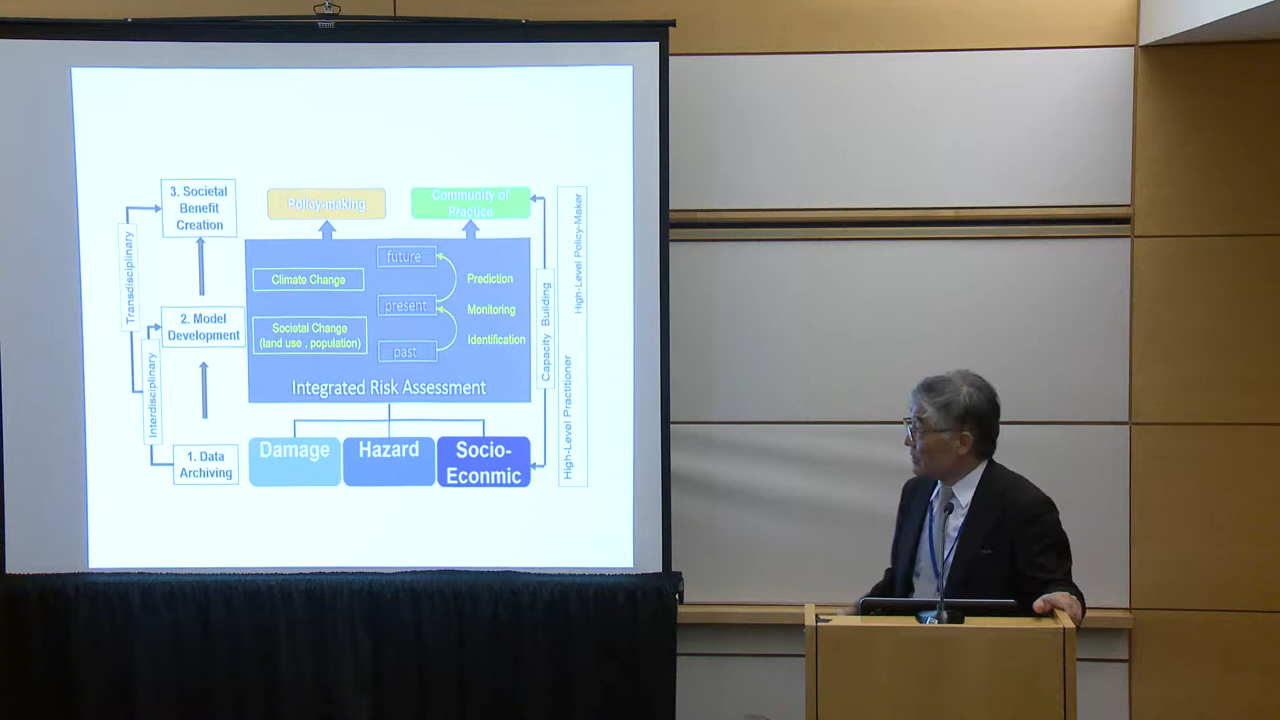 3. Societal
Benefit
Creation
Policy-making
Community of
Practice
Transdisciplinary
2. Model
Development
Interdisciplinary
1. Data
Archiving
Climate Change
Societal Change
(land use , population)
future
present
past
Prediction
Monitoring
Identification
Integrated Risk Assessment
Damage
Hazard
Socio-
Econmic
Capacity Building
High-Level Policy-Maker
High-Level Practitioner